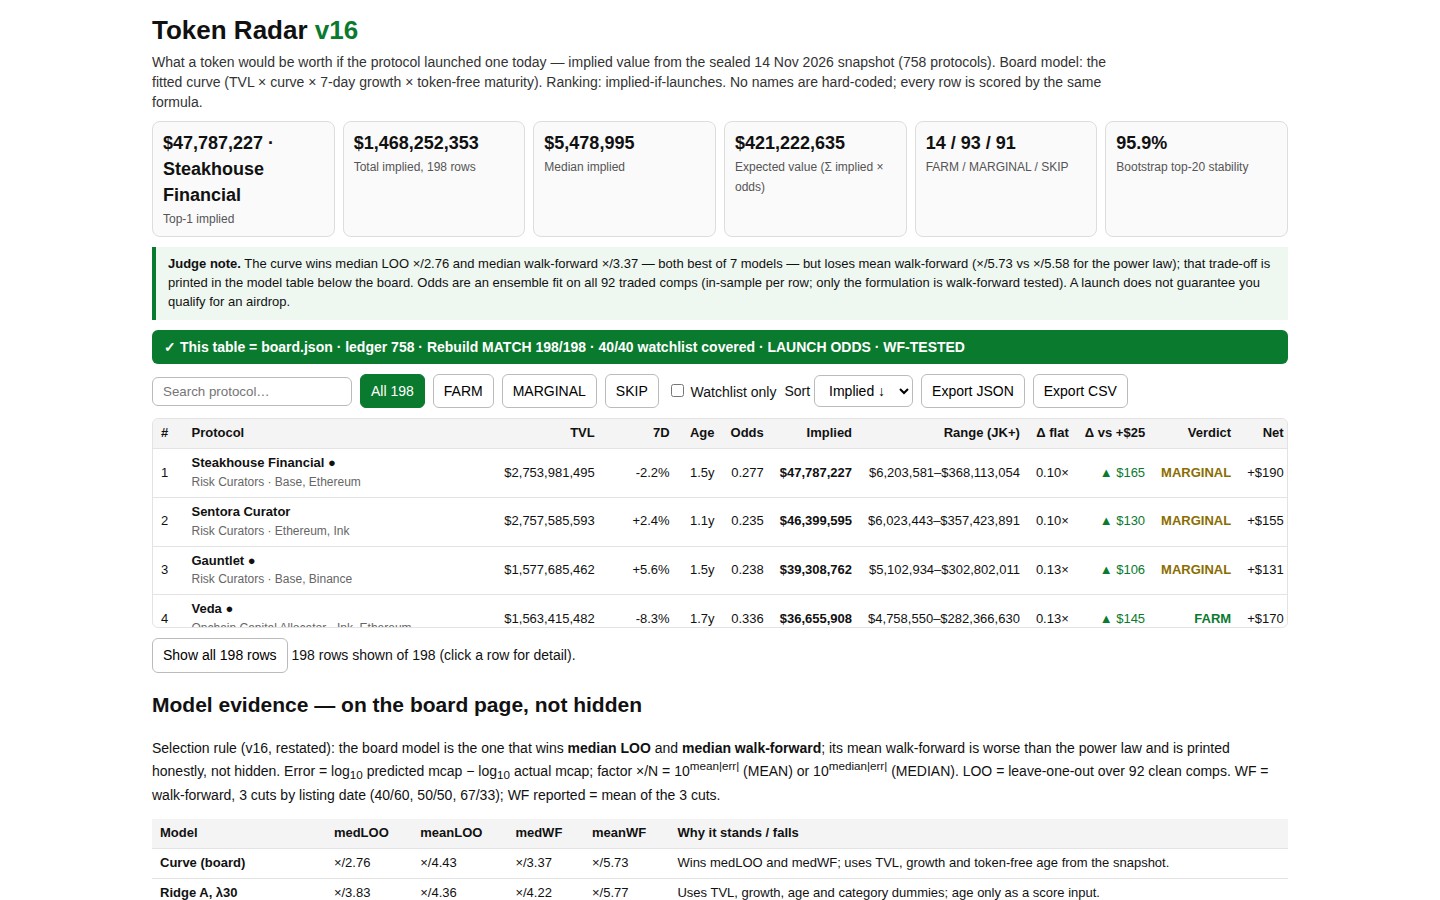 Token Radar v16
What a token would be worth if the protocol launched one today — implied value from the sealed 14 Nov 2026 snapshot (758 protocols). Board model: the
fitted curve (TVL × curve × 7-day growth × token-free maturity). Ranking: implied-if-launches. No names are hard-coded; every row is scored by the same
formula.
$47,787,227 ·
Steakhouse
Financial
Top-1 implied
$1,468,252,353
Total implied, 198 rows
$5,478,995
Median implied
$421,222,635
Expected value (Σ implied ×
odds)
14 / 93 / 91
FARM / MARGINAL / SKIP
95.9%
Bootstrap top-20 stability
Judge note. The curve wins median LOO ×/2.76 and median walk-forward ×/3.37 — both best of 7 models — but loses mean walk-forward (×/5.73 vs ×/5.58 for the power law); that trade-off is
printed in the model table below the board. Odds are an ensemble fit on all 92 traded comps (in-sample per row; only the formulation is walk-forward tested). A launch does not guarantee you
qualify for an airdrop.
✓ This table = board.json · ledger 758 · Rebuild MATCH 198/198 · 40/40 watchlist covered · LAUNCH ODDS · WF-TESTED
Search protocol… All 198 FARM MARGINAL SKIP Watchlist only Sort Implied ↓ Export JSON Export CSV
# Protocol TVL 7D Age Odds Implied Range (JK+) Δ flat Δ vs +$25 Verdict Net
1 Steakhouse Financial ● $2,753,981,495 -2.2% 1.5y 0.277 $47,787,227 $6,203,581–$368,113,054 0.10× ▲ $165 MARGINAL +$190
Risk Curators · Base, Ethereum
2 Sentora Curator $2,757,585,593 +2.4% 1.1y 0.235 $46,399,595 $6,023,443–$357,423,891 0.10× ▲ $130 MARGINAL +$155
Risk Curators · Ethereum, Ink
3 Gauntlet ● $1,577,685,462 +5.6% 1.5y 0.238 $39,308,762 $5,102,934–$302,802,011 0.13× ▲ $106 MARGINAL +$131
Risk Curators · Base, Binance
4 Veda ● $1,563,415,482 -8.3% 1.7y 0.336 $36,655,908 $4,758,550–$282,366,630 0.13× ▲ $145 FARM +$170
Onchain Capital Allocator · Ink, Ethereum
Show all 198 rows 198 rows shown of 198 (click a row for detail).
Model evidence — on the board page, not hidden
Selection rule (v16, restated): the board model is the one that wins median LOO and median walk-forward; its mean walk-forward is worse than the power law and is printed
honestly, not hidden. Error = log10 predicted mcap − log10 actual mcap; factor ×/N = 10mean|err| (MEAN) or 10median|err| (MEDIAN). LOO = leave-one-out over 92 clean comps. WF =
walk-forward, 3 cuts by listing date (40/60, 50/50, 67/33); WF reported = mean of the 3 cuts.
Model medLOO meanLOO medWF meanWF Why it stands / falls
Curve (board) ×/2.76 ×/4.43 ×/3.37 ×/5.73 Wins medLOO and medWF; uses TVL, growth and token-free age from the snapshot.
Ridge A, λ30 ×/3.83 ×/4.36 ×/4.22 ×/5.77 Uses TVL, growth, age and category dummies; age only as a score input.